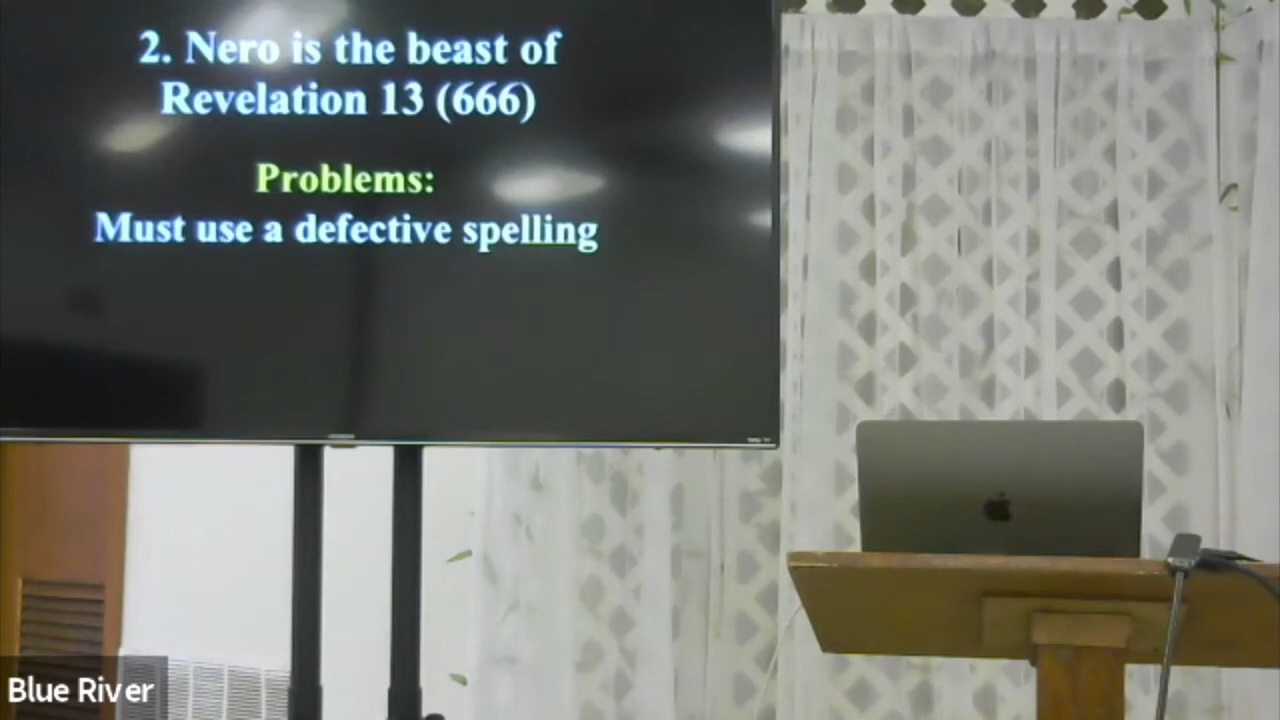 2. Nero is the beast of
Revelation 13 (666)
Problems:
Must use a defective spelling
Blue River